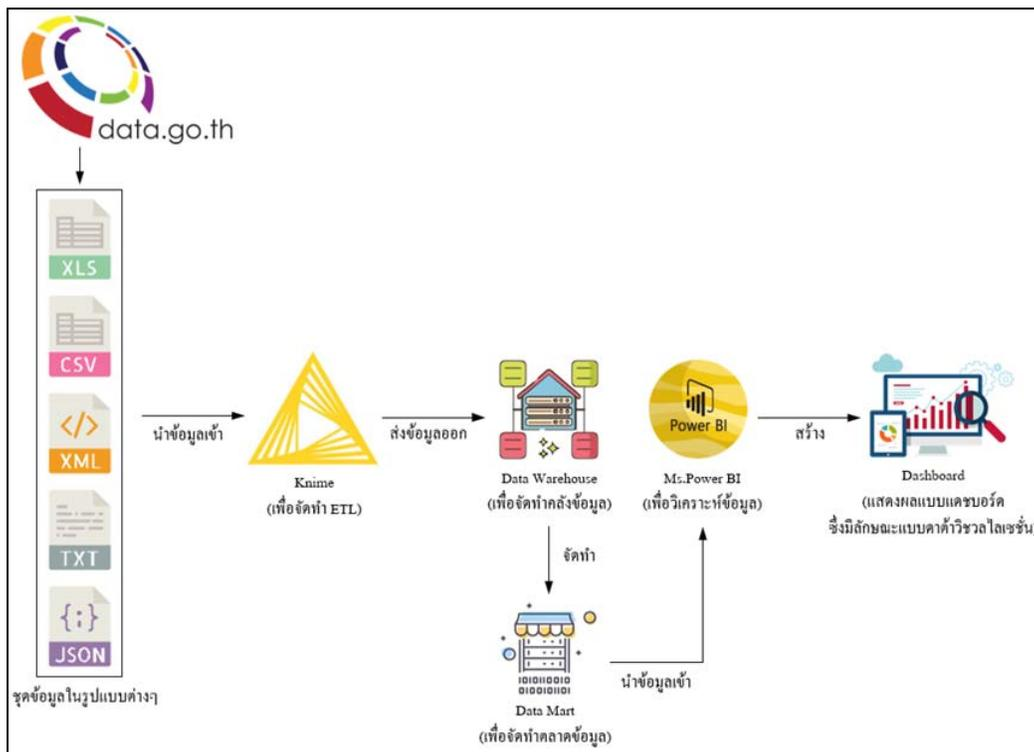 data.go.th
XLS
CSV
XML
TXT
{;}
JSON
ชุดข้อมูลในรูปแบบต่างๆ
นำข้อมูลเข้า
Knime
(เพื่อจัดทำ ETL)
ส่งข้อมูลออก
Data Warehouse
(เพื่อจัดทำคลังข้อมูล)
จัดทำ
Data Mart
(เพื่อจัดทำตลาดข้อมูล)
นำข้อมูลเข้า
Power BI
Ms.Power BI
(เพื่อวิเคราะห์ข้อมูล)
สร้าง
Dashboard
(แสดงผลแบบแดชบอร์ด
ซึ่งมีลักษณะแบบดาต้าวิชวลไลเซชั่น)